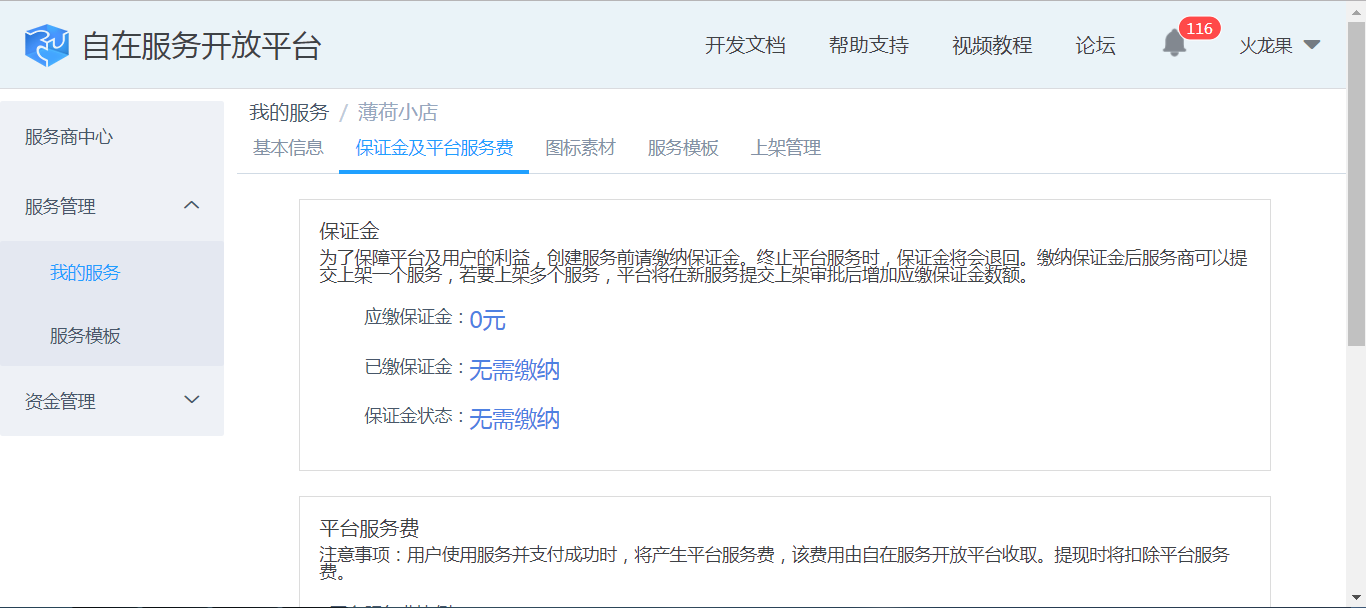 自在服务开放平台
开发文档
帮助支持
视频教程
论坛
116
火龙果
服务商中心
服务管理
我的服务
服务模板
资金管理
我的服务 / 薄荷小店
基本信息
保证金及平台服务费
图标素材
服务模板
上架管理
保证金
为了保障平台及用户的利益，创建服务前请缴纳保证金。终止平台服务时，保证金将会退回。缴纳保证金后服务商可以提
交上架一个服务，若要上架多个服务，平台将在新服务提交上架审批后增加应缴保证金数额。
应缴保证金：0元
已缴保证金：无需缴纳
保证金状态：无需缴纳
平台服务费
注意事项：用户使用服务并支付成功时，将产生平台服务费，该费用由自在服务开放平台收取。提现时将扣除平台服务
费。